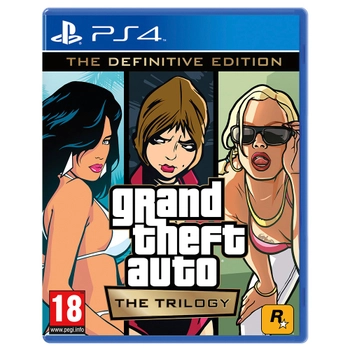 PS4
THE DEFINITIVE EDITION
grand
theft
auto
THE TRILOGY
18
www.pegi.info
R